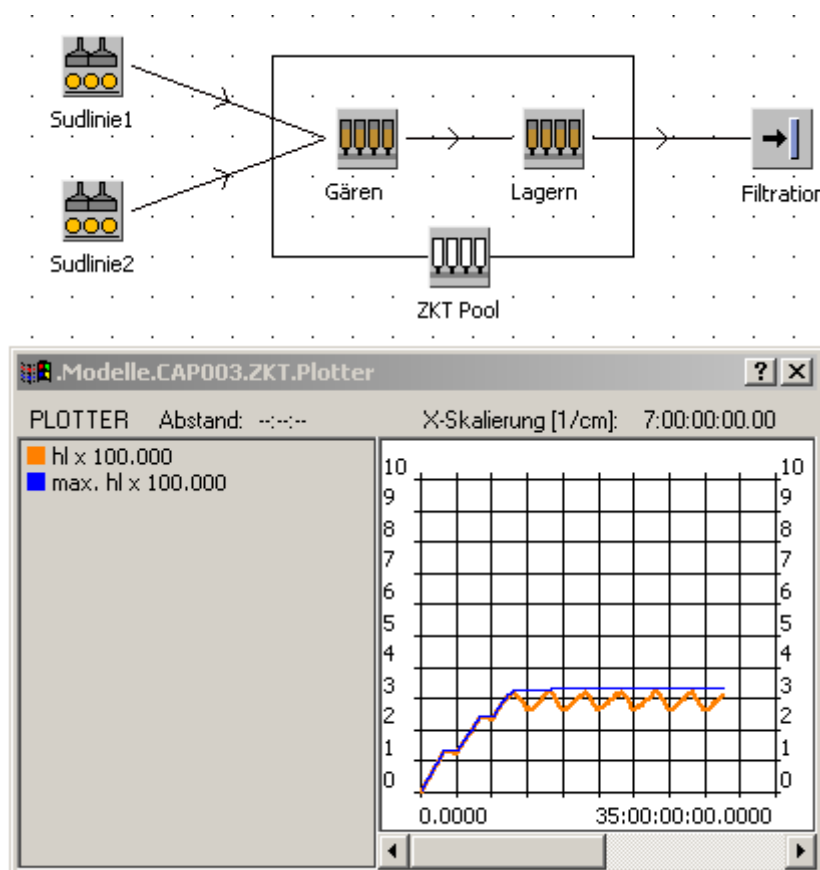 Sudlinie1
Gären
Lagern
Filtration
Sudlinie2
ZKT Pool
.Modelle.CAP003.ZKT.Plotter
PLOTTER Abstand: --:--:-- X-Skalierung [1/cm]: 7:00:00:00.00
hl x 100.000
max. hl x 100.000
10 10
9 9
8 8
7 7
6 6
5 5
4 4
3 3
2 2
1 1
0 0
0.0000 35:00:00:00.0000